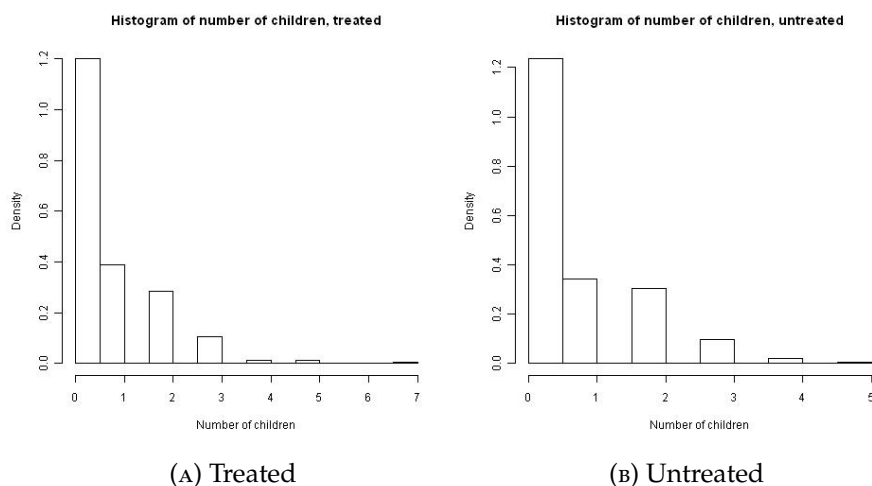 Histogram of number of children, treated
Density
0.0 0.2 0.4 0.6 0.8 1.0 1.2
0 1 2 3 4 5 6 7
Number of children
(A) Treated
Histogram of number of children, untreated
Density
0.0 0.2 0.4 0.6 0.8 1.0 1.2
0 1 2 3 4 5
Number of children
(B) Untreated